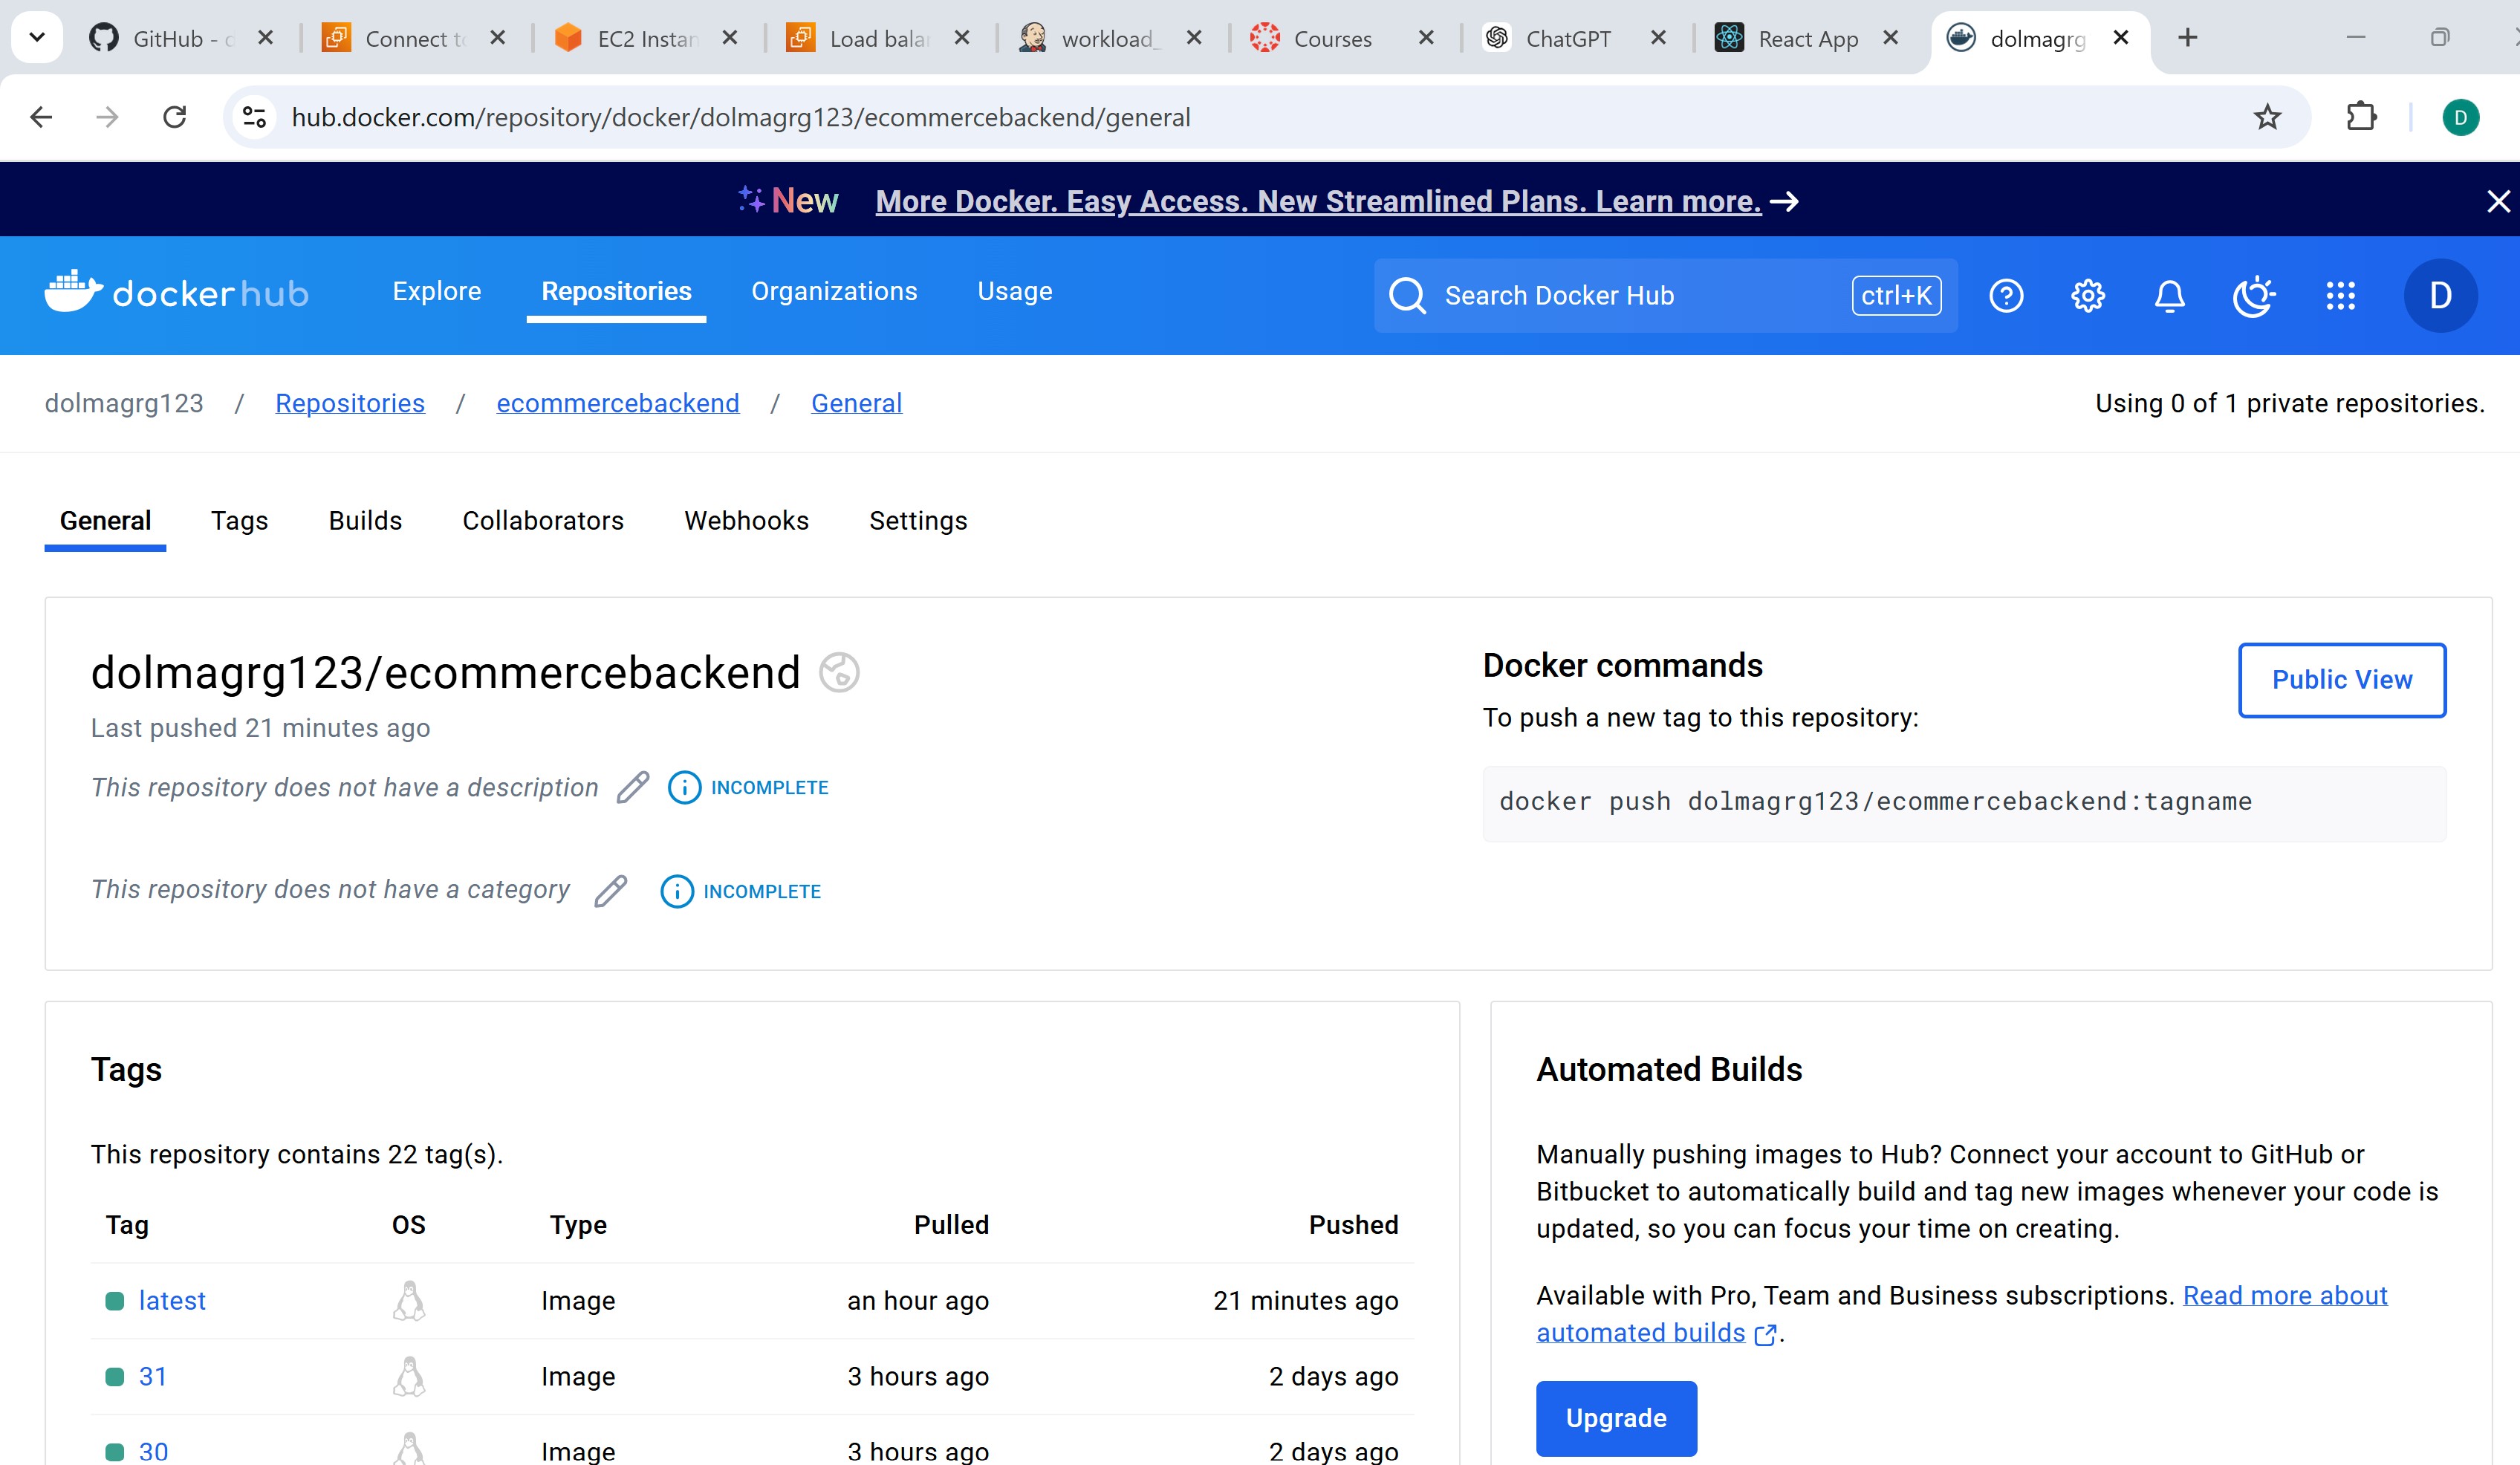 GitHub - c
Connect to
EC2 Instan
Load balan
workload_
Courses
ChatGPT
React App
dolmagrg
hub.docker.com/repository/docker/dolmagrg123/ecommercebackend/general
D
New More Docker. Easy Access. New Streamlined Plans. Learn more.
docker hub
Explore
Repositories
Organizations
Usage
Search Docker Hub
ctrl+K
D
dolmagrg123 / Repositories / ecommercebackend / General
Using 0 of 1 private repositories.
General
Tags
Builds
Collaborators
Webhooks
Settings
dolmagrg123/ecommercebackend
Last pushed 21 minutes ago
This repository does not have a description INCOMPLETE
This repository does not have a category INCOMPLETE
Docker commands
Public View
To push a new tag to this repository:
docker push dolmagrg123/ecommercebackend:tagname
Tags
This repository contains 22 tag(s).
Tag OS Type Pulled Pushed
latest Image an hour ago 21 minutes ago
31 Image 3 hours ago 2 days ago
30 Image 3 hours ago 2 days ago
Automated Builds
Manually pushing images to Hub? Connect your account to GitHub or
Bitbucket to automatically build and tag new images whenever your code is
updated, so you can focus your time on creating.
Available with Pro, Team and Business subscriptions. Read more about
automated builds .
Upgrade